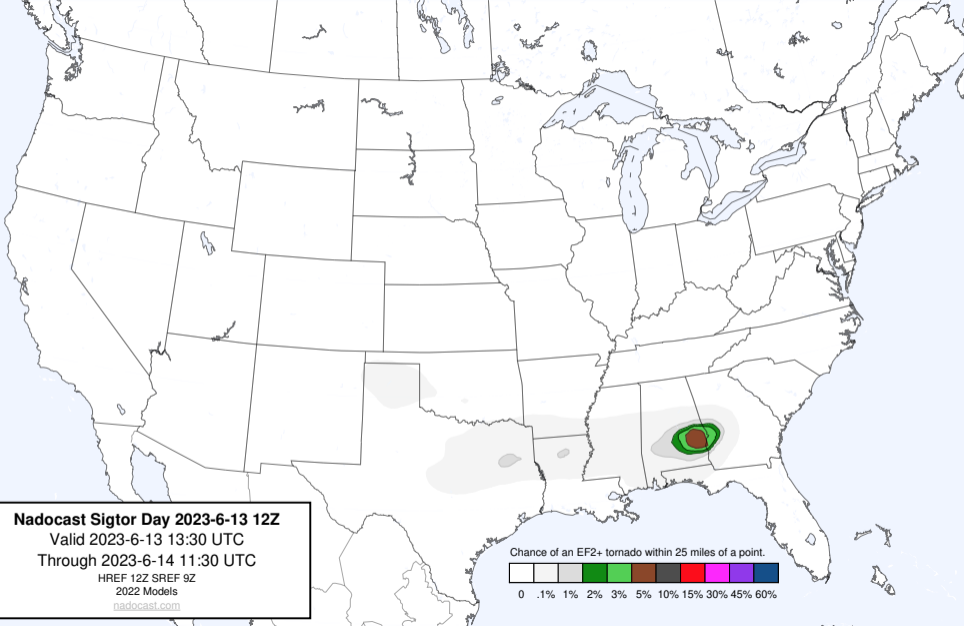 Nadocast Sigtor Day 2023-6-13 12Z
Valid 2023-6-13 13:30 UTC
Through 2023-6-14 11:30 UTC
HREF 12Z SREF 9Z
2022 Models
nadocast.com
Chance of an EF2+ tornado within 25 miles of a point.
0 .1% 1% 2% 3% 5% 10% 15% 30% 45% 60%